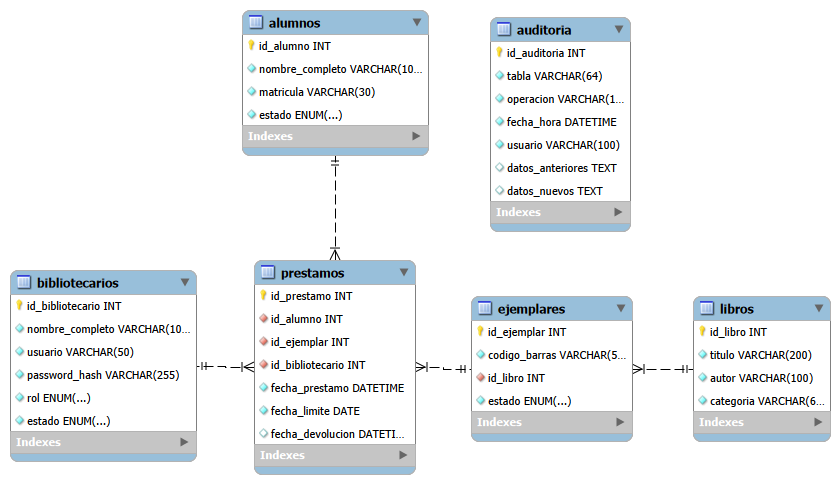 alumnos
id_alumno INT
nombre_completo VARCHAR(10...
matricula VARCHAR(30)
estado ENUM(...)
Indexes
auditoria
id_auditoria INT
tabla VARCHAR(64)
operacion VARCHAR(1...
fecha_hora DATETIME
usuario VARCHAR(100)
datos_anteriores TEXT
datos_nuevos TEXT
Indexes
bibliotecarios
id_bibliotecario INT
nombre_completo VARCHAR(10...
usuario VARCHAR(50)
password_hash VARCHAR(255)
rol ENUM(...)
estado ENUM(...)
Indexes
prestamos
id_prestamo INT
id_alumno INT
id_ejemplar INT
id_bibliotecario INT
fecha_prestamo DATETIME
fecha_limite DATE
fecha_devolucion DATETI...
Indexes
ejemplares
id_ejemplar INT
codigo_barras VARCHAR(5...
id_libro INT
estado ENUM(...)
Indexes
libros
id_libro INT
titulo VARCHAR(200)
autor VARCHAR(100)
categoria VARCHAR(6...
Indexes